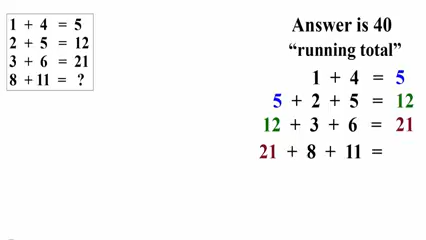 1 + 4 = 5
2 + 5 = 12
3 + 6 = 21
8 + 11 = ?
Answer is 40
“running total”
1 + 4 = 5
5 + 2 + 5 = 12
12 + 3 + 6 = 21
21 + 8 + 11 =